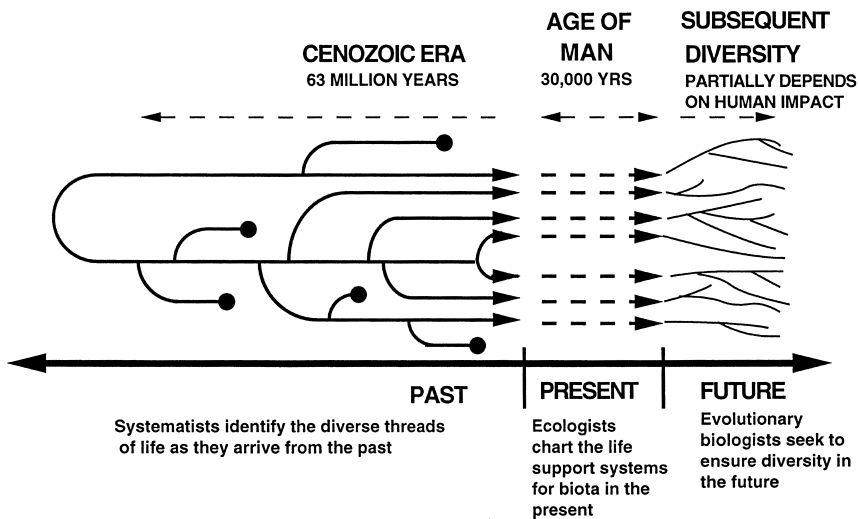 CENOZOIC ERA
63 MILLION YEARS
AGE OF
MAN
30,000 YRS
SUBSEQUENT
DIVERSITY
PARTIALLY DEPENDS
ON HUMAN IMPACT
PAST
Systematists identify the diverse threads
of life as they arrive from the past
PRESENT
Ecologists
chart the life
support systems
for biota in the
present
FUTURE
Evolutionary
biologists seek to
ensure diversity in
the future